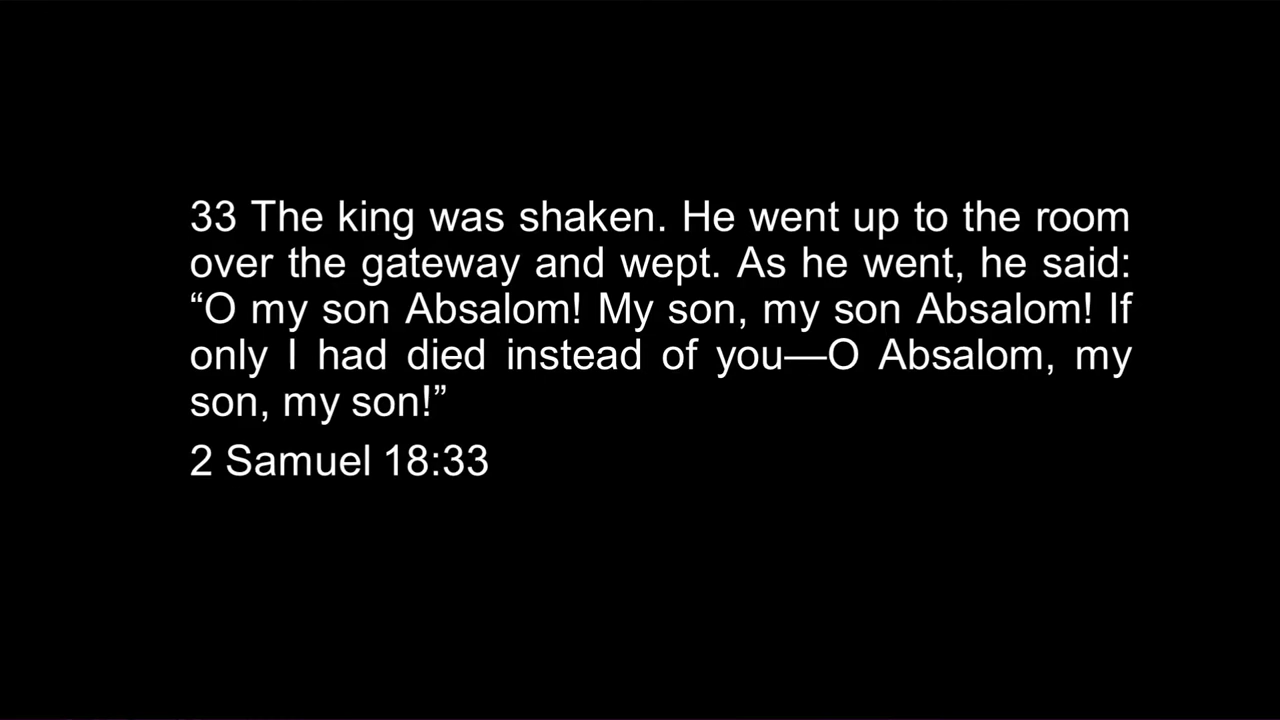 33 The king was shaken. He went up to the room
over the gateway and wept. As he went, he said:
“O my son Absalom! My son, my son Absalom! If
only I had died instead of you—O Absalom, my
son, my son!”
2 Samuel 18:33